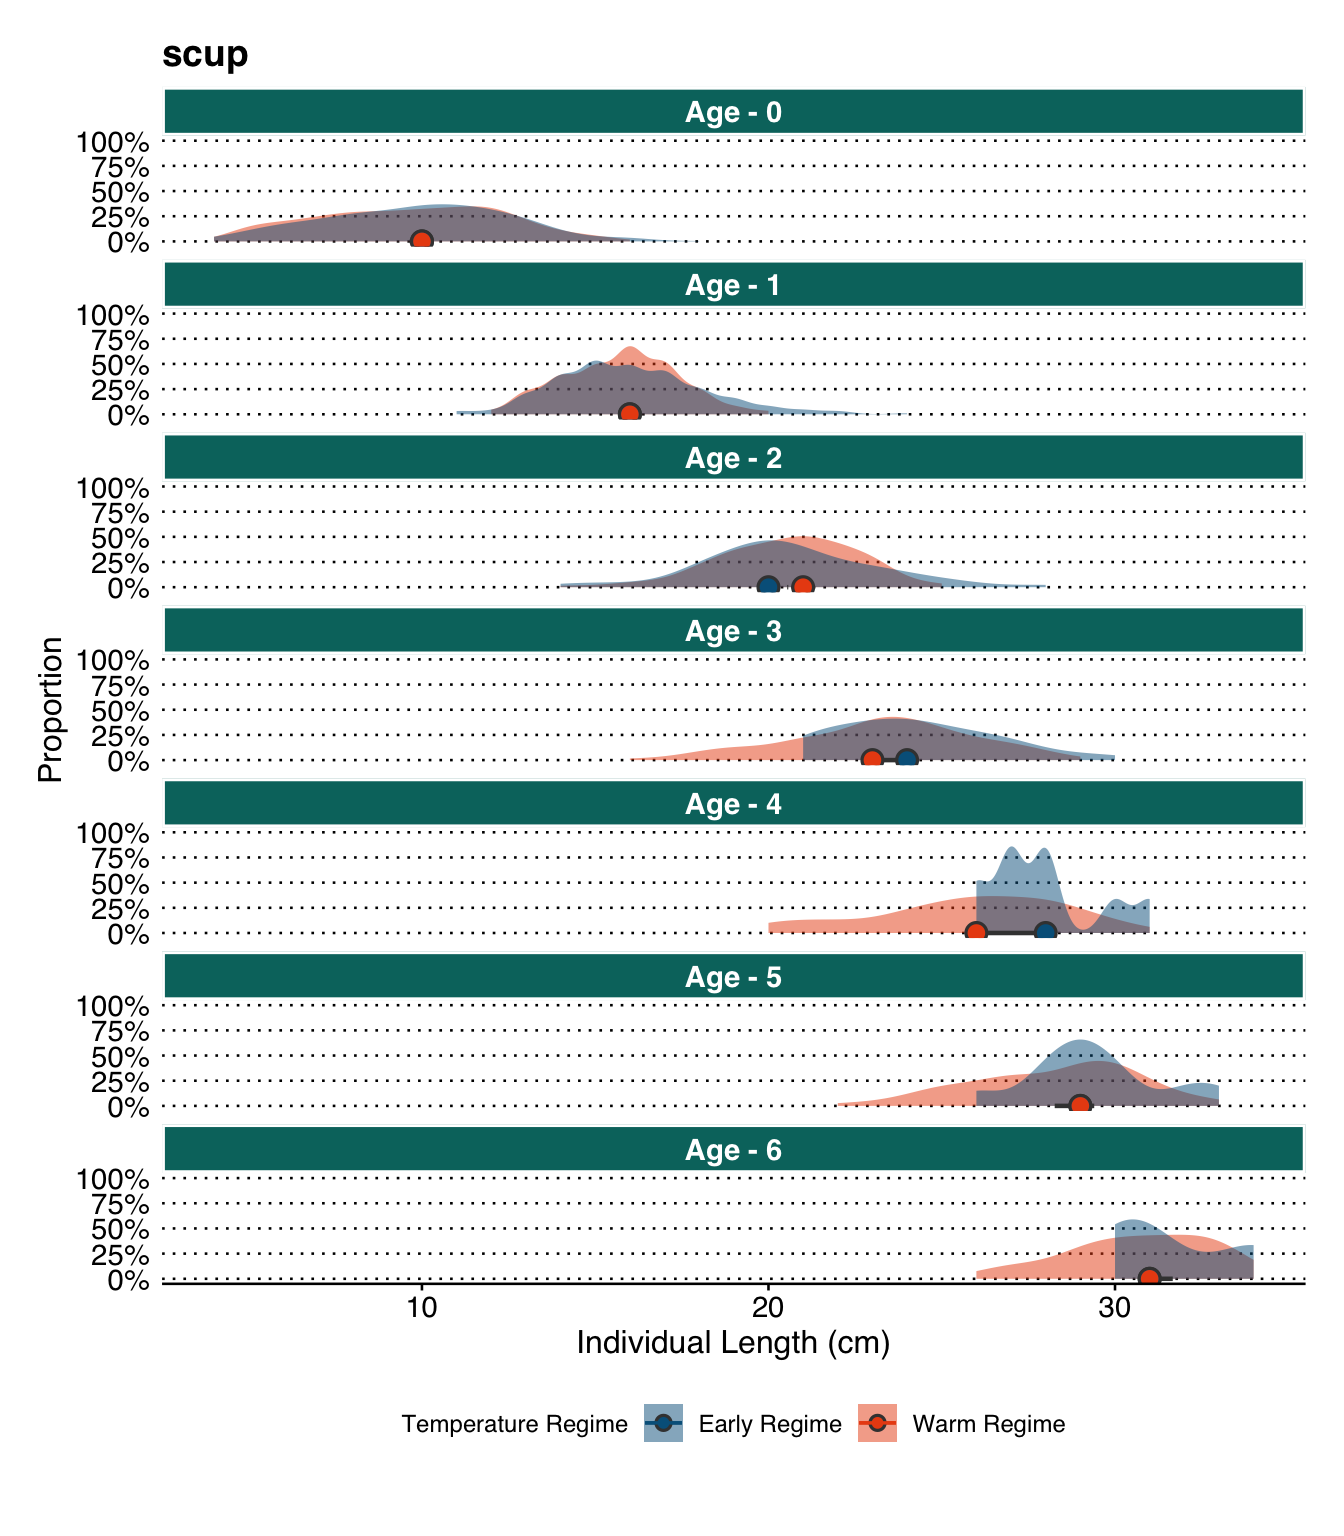 scup
Age - 0
100%
75%
50%
25%
0%
Age - 1
100%
75%
50%
25%
0%
Age - 2
100%
75%
50%
25%
0%
Age - 3
100%
75%
50%
25%
0%
Age - 4
100%
75%
50%
25%
0%
Age - 5
100%
75%
50%
25%
0%
Age - 6
100%
75%
50%
25%
0%
Proportion
10 20 30
Individual Length (cm)
Temperature Regime Early Regime Warm Regime